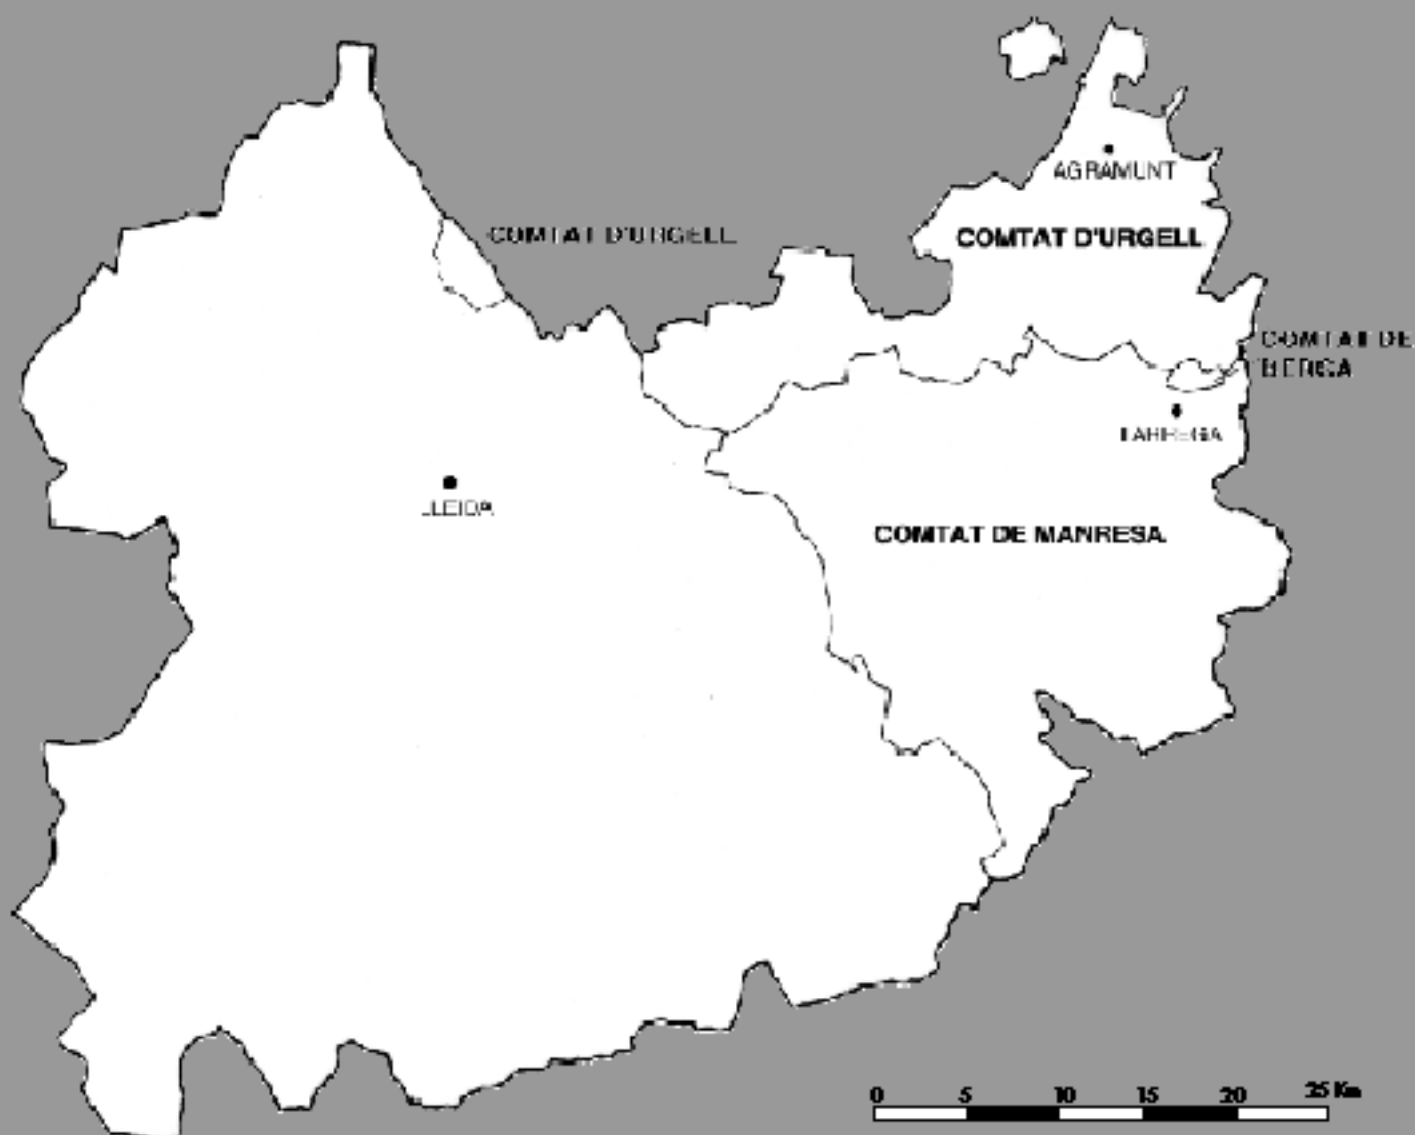 AGRAMUNT
COMTAT D'URGELL
COMTAT D'URGELL
COMTAT DE
BERGA
TARREGA
LLEIDA
COMTAT DE MANRESA
0 5 10 15 20 25 Km